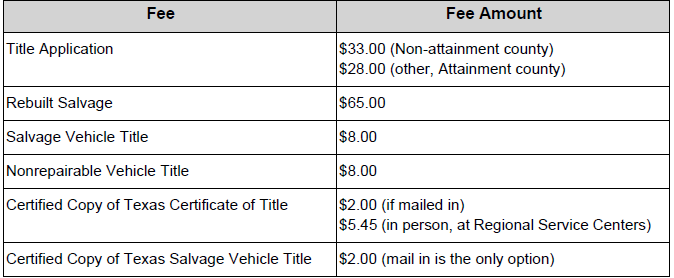 Fee Fee Amount
Title Application $33.00 (Non-attainment county)
$28.00 (other, Attainment county)
Rebuilt Salvage $65.00
Salvage Vehicle Title $8.00
Nonrepairable Vehicle Title $8.00
Certified Copy of Texas Certificate of Title $2.00 (if mailed in)
$5.45 (in person, at Regional Service Centers)
Certified Copy of Texas Salvage Vehicle Title $2.00 (mail in is the only option)